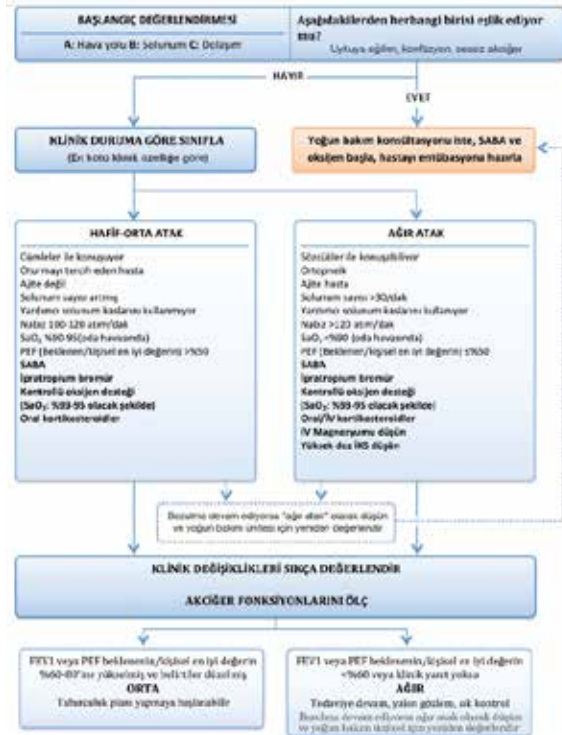 BAŞLANGIÇ DEĞERLENDİRMESİ
A: Hava yolu B: Solunum C: Dolaşım
Aşağıdakilerden herhangi birisi eşlik ediyor
mu?
Uykuya eğilim, konfüzyon, sessiz akciğer
HAYIR
EVET
KLİNİK DURUMA GÖRE SINIFLA
(En kötü klinik özelliğe göre)
Yoğun bakım konsültasyonu iste, SABA ve
oksijen başla, hastayı entübasyona hazırla
HAFİF-ORTA ATAK
Cümleler ile konuşuyor
Oturmayı tercih eden hasta
Ajite değil
Solunum sayısı artmış
Yardımcı solunum kaslarını kullanmıyor
Nabız 100-120 atım/dak
SaO₂ %90-95(oda havasında)
PEF (Beklenen/kişisel en iyi değerin) >%50
SABA
İpratropium bromür
Kontrollü oksijen desteği
(SaO₂: %93-95 olacak şekilde)
Oral kortikosteroidler
AĞIR ATAK
Sözcükler ile konuşabiliyor
Ortopneik
Ajite hasta
Solunum sayısı >30/dak
Yardımcı solunum kaslarını kullanıyor
Nabız >120 atım/dak
SaO₂ <%90 (oda havasında)
PEF (Beklenen/kişisel en iyi değerin) ≤%50
SABA
İpratropium bromür
Kontrollü oksijen desteği
(SaO₂: %93-95 olacak şekilde)
Oral/İV kortikosteroidler
İV Magnezyumu düşün
Yüksek doz İKS düşün
Bozulma devam ediyorsa "ağır atak" olarak düşün
ve yoğun bakım ünitesi için yeniden değerlendir
KLİNİK DEĞİŞİKLİKLERİ SIKÇA DEĞERLENDİR
AKCİĞER FONKSİYONLARINI ÖLÇ
FEV1 veya PEF beklenenin/kişisel en iyi değerin
%60-80'ine yükselmiş ve belirtiler düzelmiş
ORTA
Taburculuk planı yapmaya başlanabilir
FEV1 veya PEF beklenenin/kişisel en iyi değerin
<%60 veya klinik yanıt yoksa
AĞIR
Tedaviye devam, yakın gözlem, sık kontrol
Bozulma devam ediyorsa ağır atak olarak düşün
ve yoğun bakım ünitesi için yeniden değerlendir